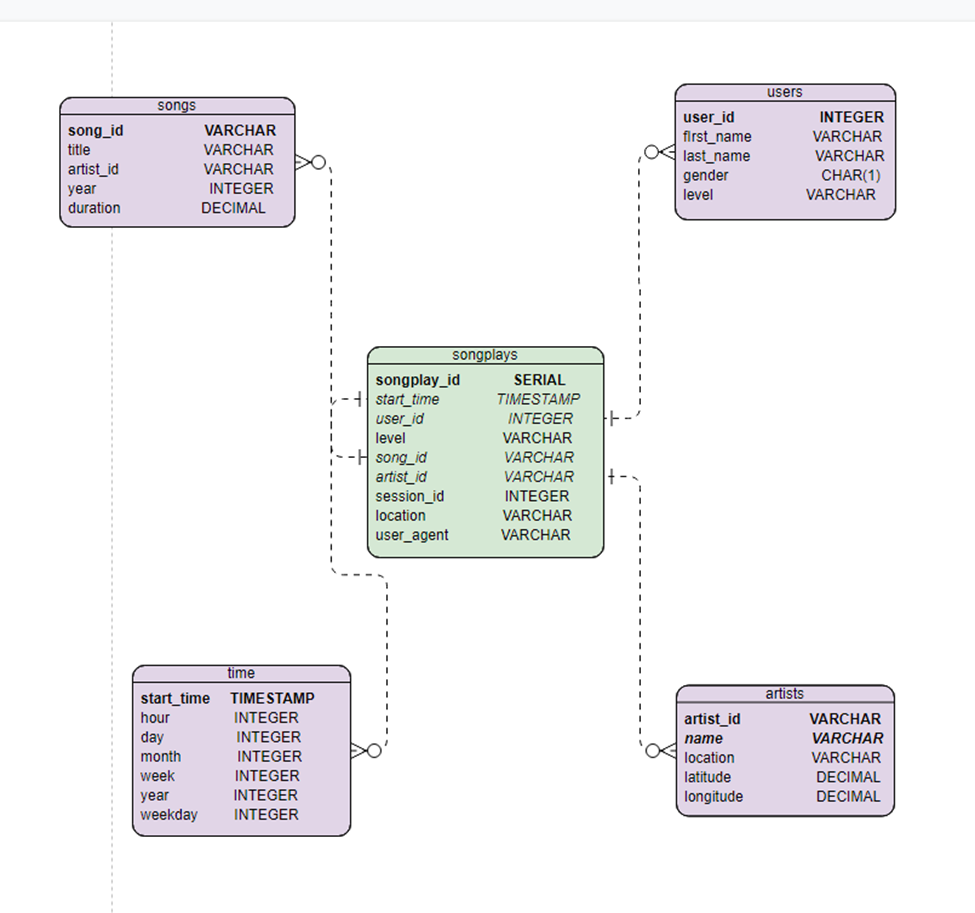 songs
song_id VARCHAR
title VARCHAR
artist_id VARCHAR
year INTEGER
duration DECIMAL
users
user_id INTEGER
first_name VARCHAR
last_name VARCHAR
gender CHAR(1)
level VARCHAR
songplays
songplay_id SERIAL
start_time TIMESTAMP
user_id INTEGER
level VARCHAR
song_id VARCHAR
artist_id VARCHAR
session_id INTEGER
location VARCHAR
user_agent VARCHAR
time
start_time TIMESTAMP
hour INTEGER
day INTEGER
month INTEGER
week INTEGER
year INTEGER
weekday INTEGER
artists
artist_id VARCHAR
name VARCHAR
location VARCHAR
latitude DECIMAL
longitude DECIMAL